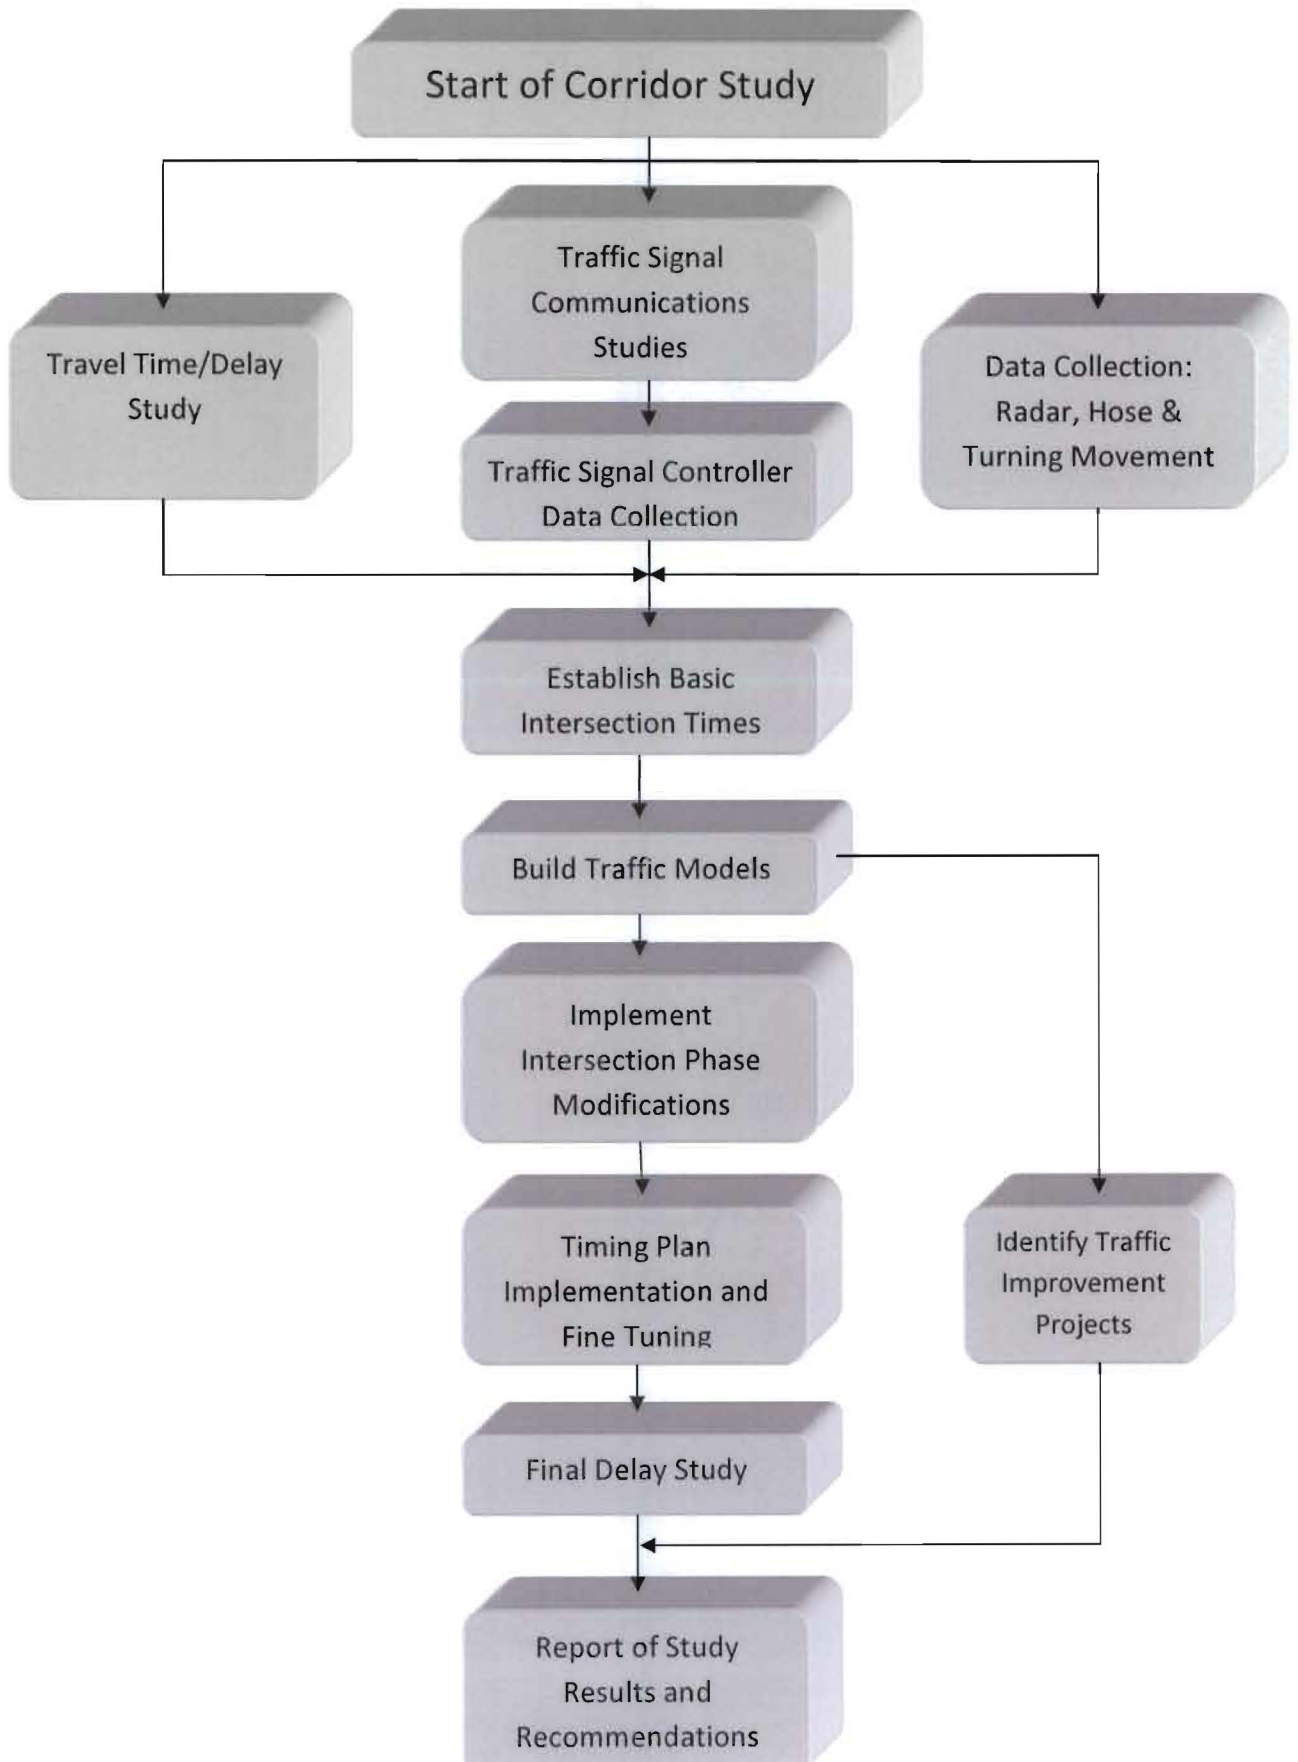 Start of Corridor Study
Traffic Signal
Communications
Studies
Travel Time/Delay
Study
Data Collection:
Radar, Hose &
Turning Movement
Traffic Signal Controller
Data Collection
Establish Basic
Intersection Times
Build Traffic Models
Implement
Intersection Phase
Modifications
Timing Plan
Implementation and
Fine Tuning
Identify Traffic
Improvement
Projects
Final Delay Study
Report of Study
Results and
Recommendations